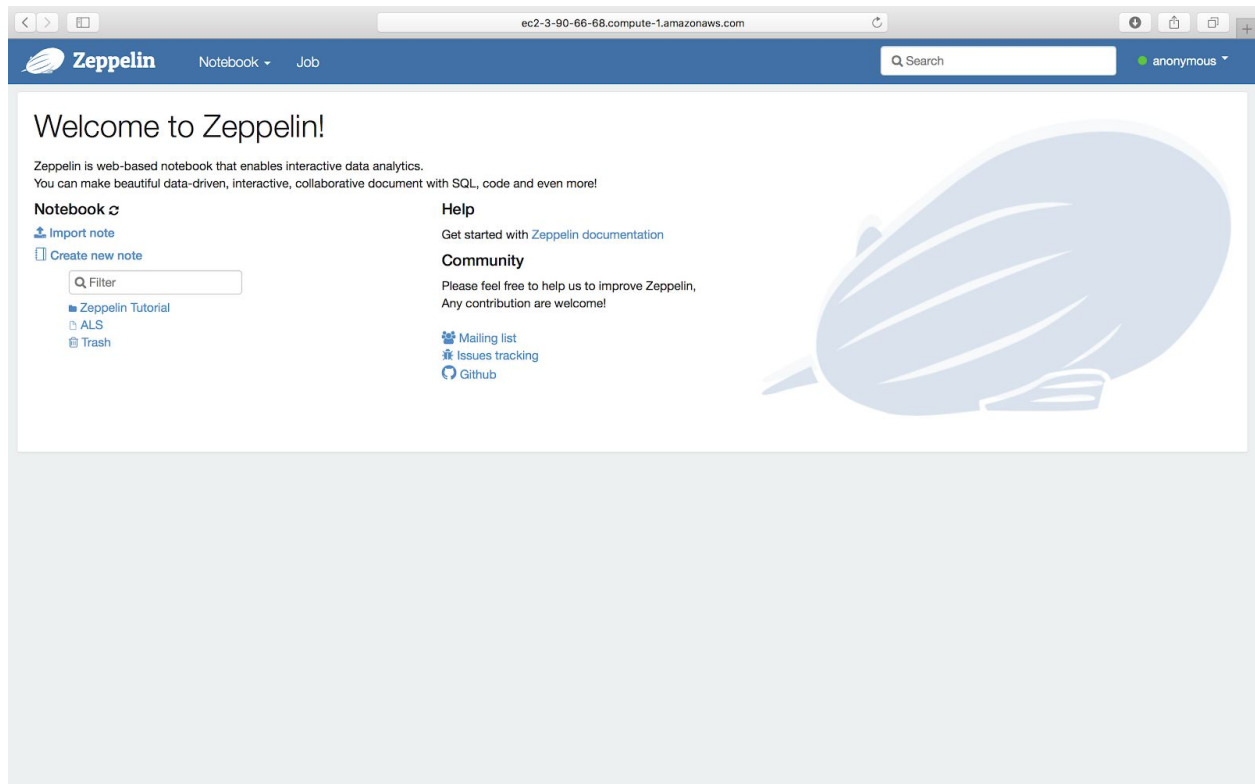 ec2-3-90-66-68.compute-1.amazonaws.com
Zeppelin Notebook Job Search anonymous
Welcome to Zeppelin!
Zeppelin is web-based notebook that enables interactive data analytics.
You can make beautiful data-driven, interactive, collaborative document with SQL, code and even more!
Notebook
Import note
Create new note
Filter
Zeppelin Tutorial
ALS
Trash
Help
Get started with Zeppelin documentation
Community
Please feel free to help us to improve Zeppelin,
Any contribution are welcome!
Mailing list
Issues tracking
Github